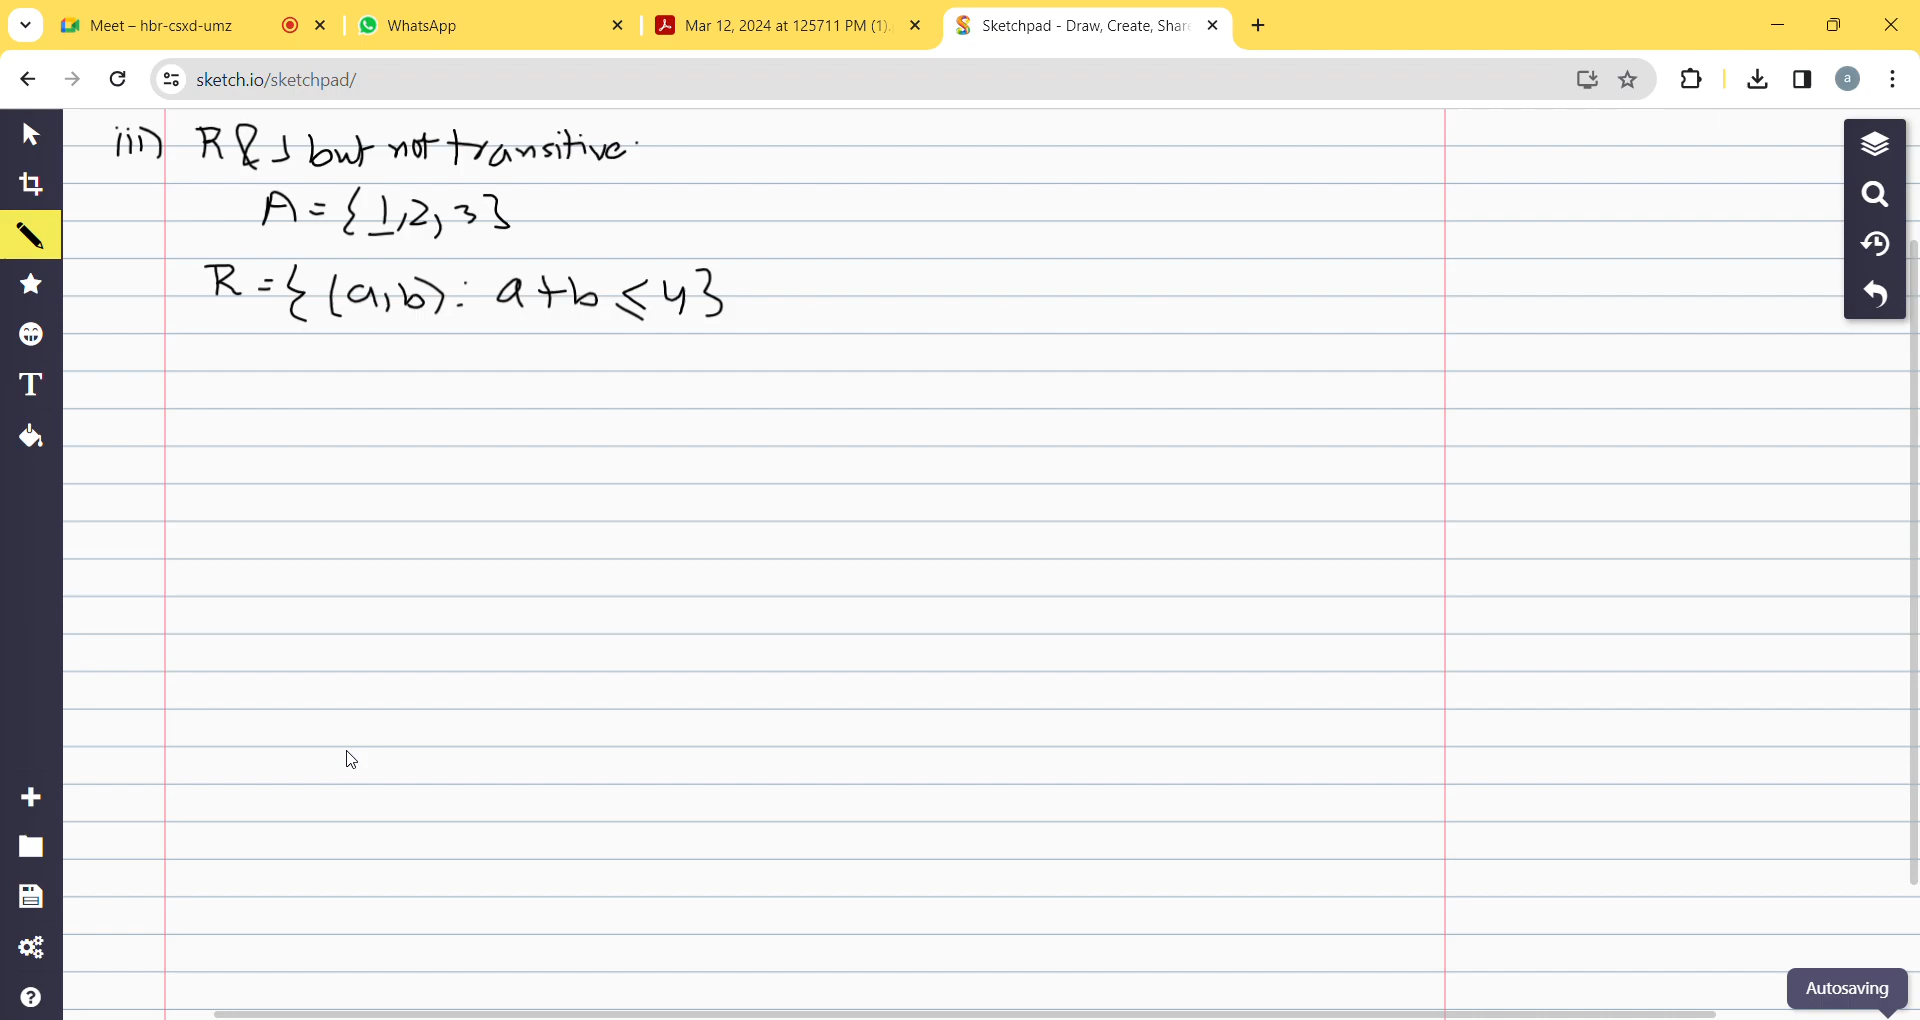 Meet – hbr-csxd-umz
WhatsApp
Mar 12, 2024 at 125711 PM (1).
Sketchpad - Draw, Create, Share
sketch.io/sketchpad/
a
iii) R & S but not transitive.
A = {1,2,3}
R = {(a,b): a+b ≤ 4}
T
Autosaving